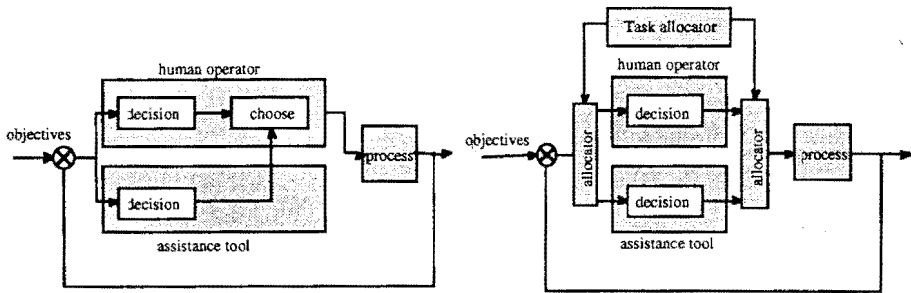 human operator
decision
choose
objectives
process
decision
assistance tool
Task allocator
human operator
decision
objectives
allocator
allocator
process
decision
assistance tool